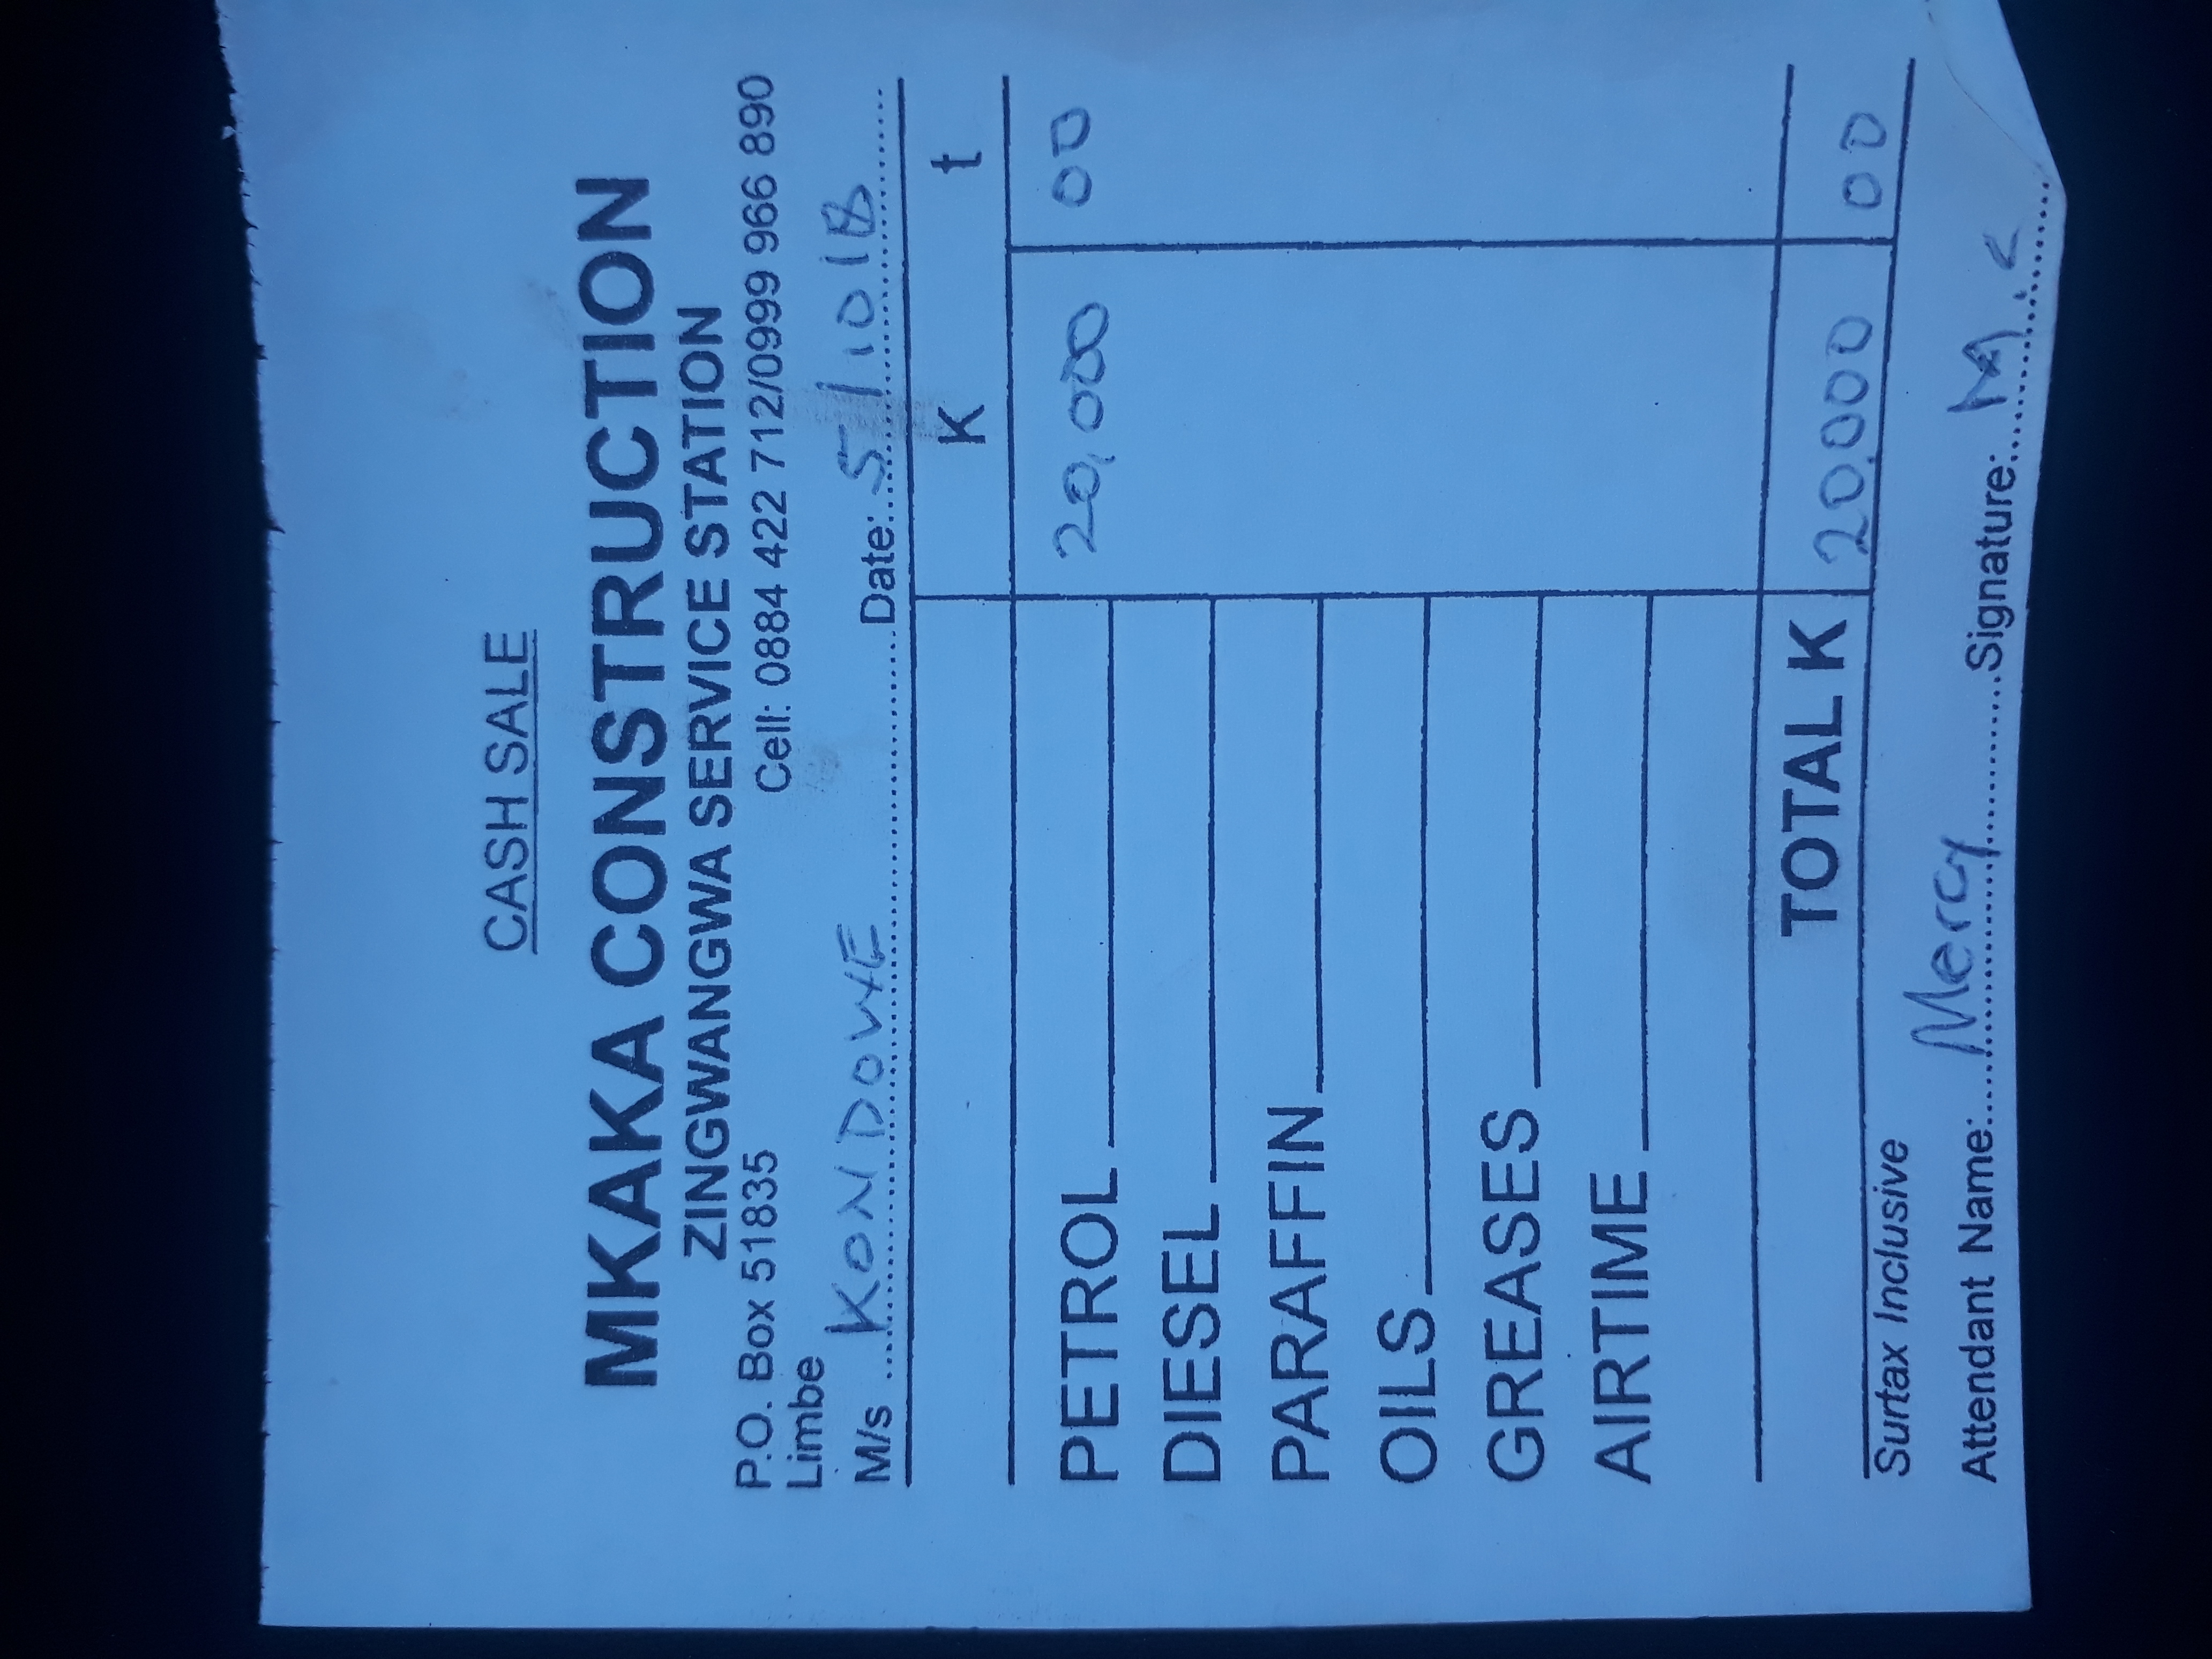 CASH SALE
MKAKA CONSTRUCTION
ZINGWANGWA SERVICE STATION
P.O. Box 51835 Cell: 0884 422 712/0999 966 890
Limbe
M/s KONDOWE Date: 5/10/18
K t
PETROL 20,000 00
DIESEL
PARAFFIN
OILS
GREASES
AIRTIME
TOTAL K 20,000 00
Surtax Inclusive
Attendant Name: Mercy Signature: M.C